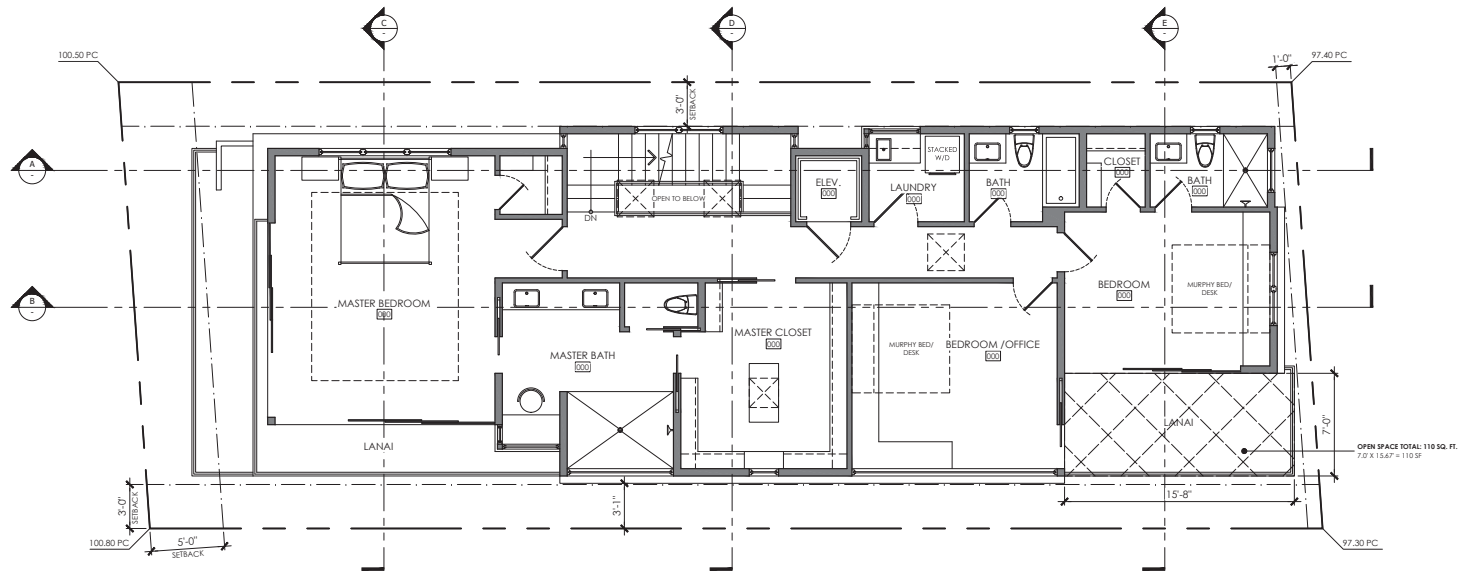 C
-
D
-
E
-
100.50 PC
97.40 PC
1'-0"
3'-0"
SETBACK
A
-
B
-
STACKED
W/D
ELEV.
000
LAUNDRY
000
BATH
000
CLOSET
000
BATH
000
OPEN TO BELOW
DN
MASTER BEDROOM
000
MASTER BATH
000
MASTER CLOSET
000
MURPHY BED/
DESK
BEDROOM /OFFICE
000
BEDROOM
000
MURPHY BED/
DESK
LANAI
LANAI
7'-0"
OPEN SPACE TOTAL: 110 SQ. FT.
7.0' X 15.67' = 110 SF
15'-8"
3'-0"
SETBACK
3'-1"
5'-0"
SETBACK
100.80 PC
97.30 PC